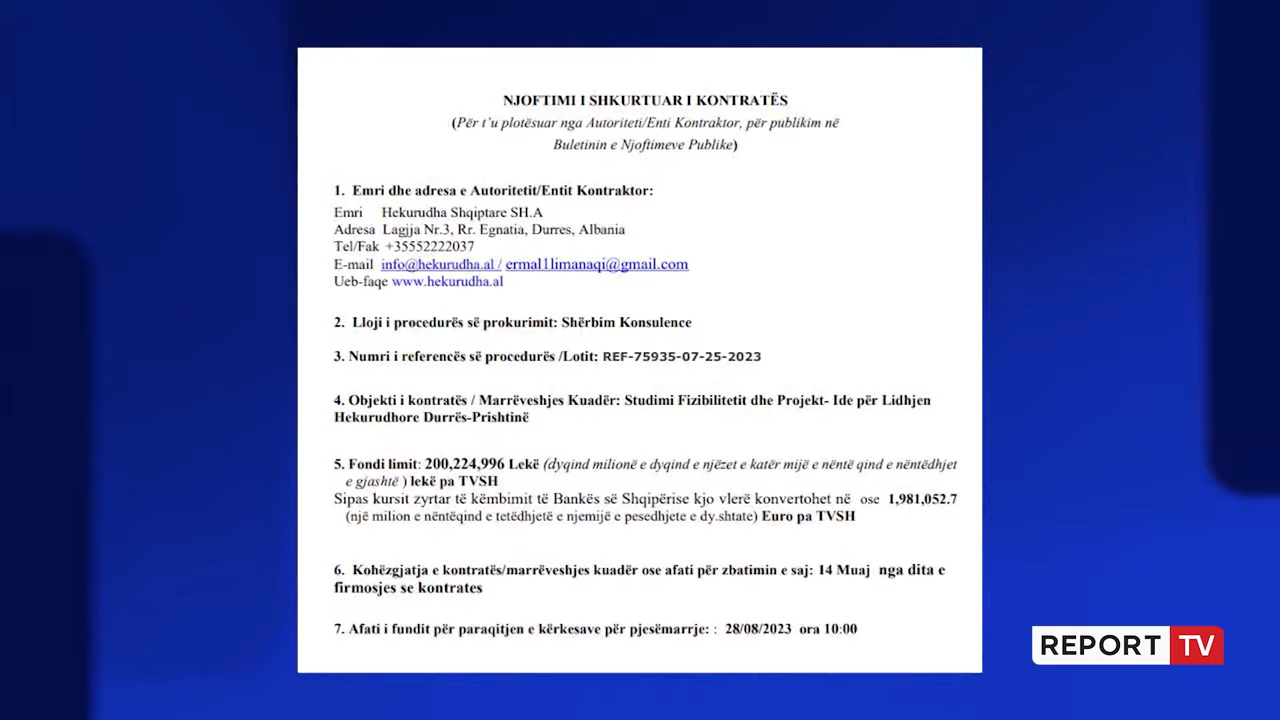 NJOFTIMI I SHKURTUAR I KONTRATËS
(Për t'u plotësuar nga Autoriteti/Enti Kontraktor, për publikim në
Buletinin e Njoftimeve Publike)
1. Emri dhe adresa e Autoritetit/Entit Kontraktor:
Emri Hekurudha Shqiptare SH.A
Adresa Lagjja Nr.3, Rr. Egnatia, Durres, Albania
Tel/Fak +35552222037
E-mail info@hekurudha.al / ermal1limanaqi@gmail.com
Ueb-faqe www.hekurudha.al
2. Lloji i procedurës së prokurimit: Shërbim Konsulence
3. Numri i referencës së procedurës /Lotit: REF-75935-07-25-2023
4. Objekti i kontratës / Marrëveshjes Kuadër: Studimi Fizibilitetit dhe Projekt- Ide për Lidhjen
Hekurudhore Durrës-Prishtinë
5. Fondi limit: 200,224,996 Lekë (dyqind milionë e dyqind e njëzet e katër mijë e nëntë qind e nëntëdhjet
e gjashtë ) lekë pa TVSH
Sipas kursit zyrtar të këmbimit të Bankës së Shqipërise kjo vlerë konvertohet në ose 1,981,052.7
(një milion e nëntëqind e tetëdhjetë e njemijë e pesedhjete e dy.shtate) Euro pa TVSH
6. Kohëzgjatja e kontratës/marrëveshjes kuadër ose afati për zbatimin e saj: 14 Muaj nga dita e
firmosjes se kontrates
7. Afati i fundit për paraqitjen e kërkesave për pjesëmarrje: : 28/08/2023 ora 10:00
REPORT TV